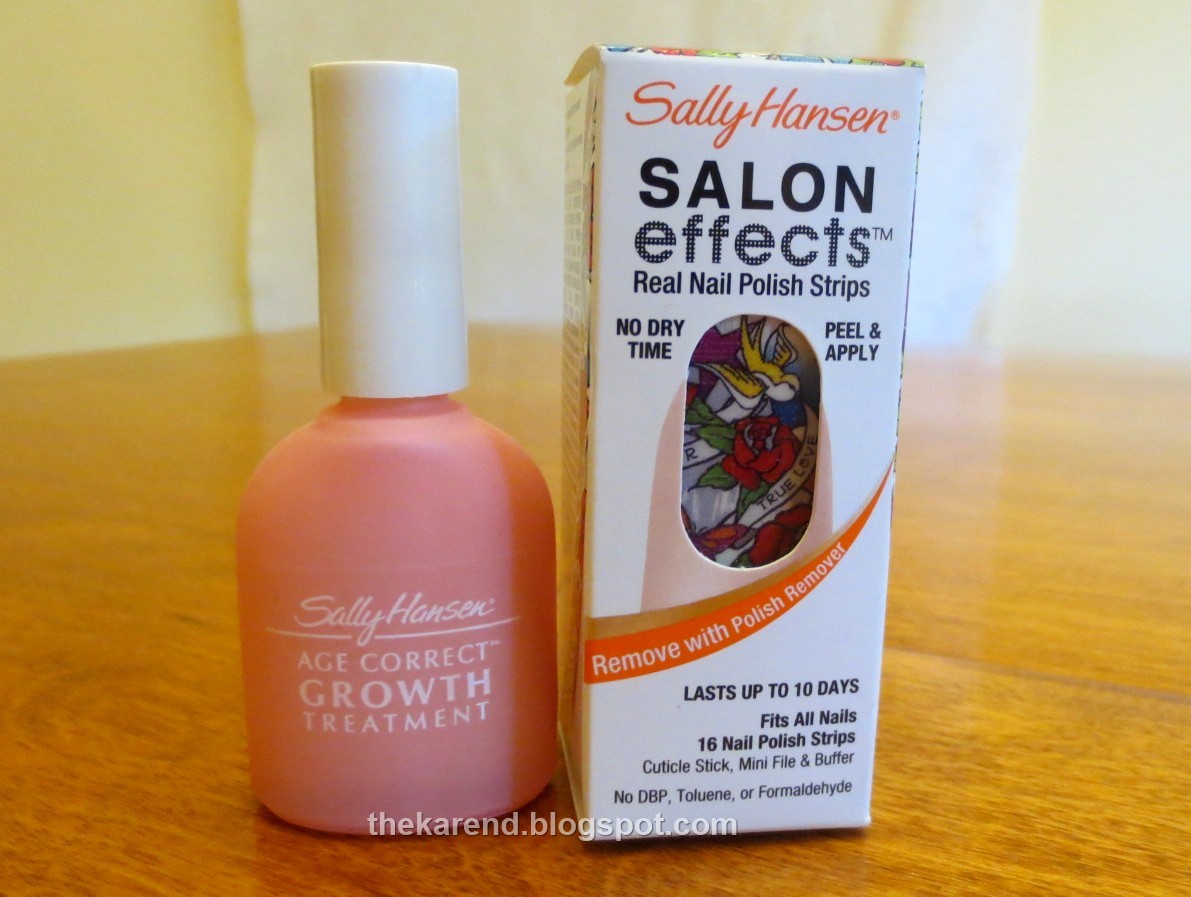 Sally Hansen®
AGE CORRECT™
GROWTH
TREATMENT
Sally Hansen®
SALON
effects™
Real Nail Polish Strips
NO DRY
TIME
PEEL &
APPLY
R
TRUE LOVE
Remove with Polish Remover
LASTS UP TO 10 DAYS
Fits All Nails
16 Nail Polish Strips
Cuticle Stick, Mini File & Buffer
No DBP, Toluene, or Formaldehyde
thekarend.blogspot.com